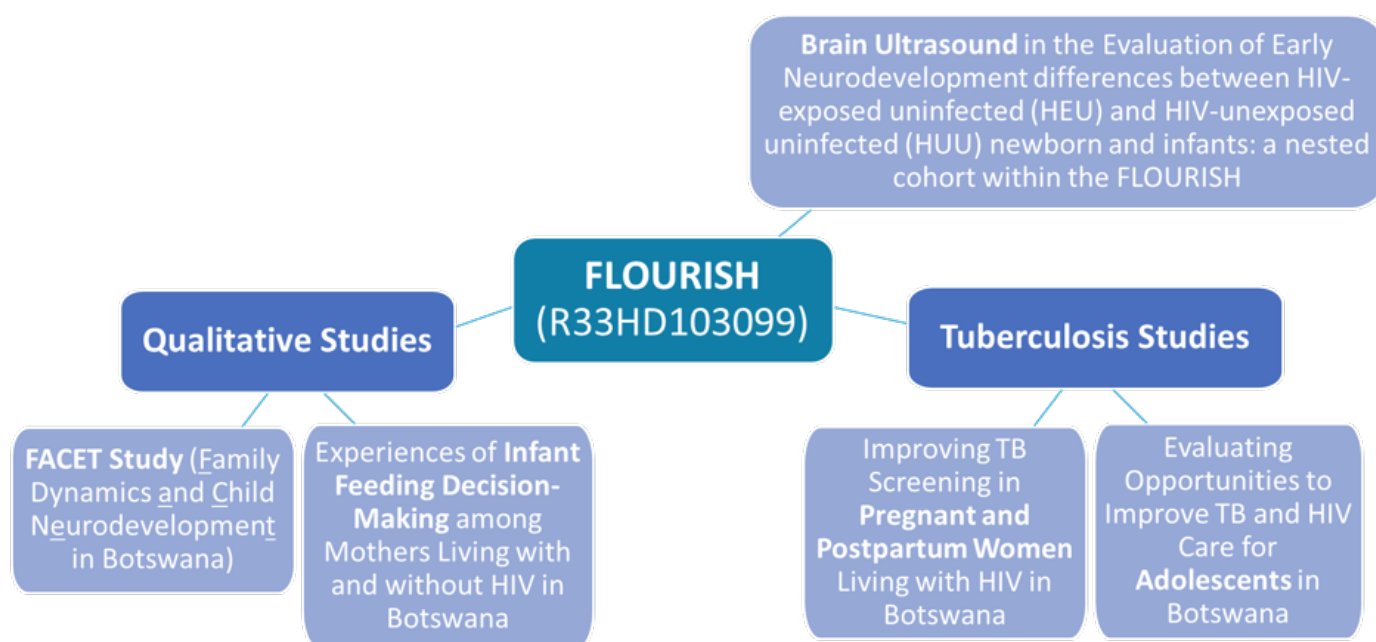 Brain Ultrasound in the Evaluation of Early
Neurodevelopment differences between HIV-
exposed uninfected (HEU) and HIV-unexposed
uninfected (HUU) newborn and infants: a nested
cohort within the FLOURISH
FLOURISH
(R33HD103099)
Qualitative Studies
Tuberculosis Studies
FACET Study (Family
Dynamics and Child
Neurodevelopment
in Botswana)
Experiences of Infant
Feeding Decision-
Making among
Mothers Living with
and without HIV in
Botswana
Improving TB
Screening in
Pregnant and
Postpartum Women
Living with HIV in
Botswana
Evaluating
Opportunities to
Improve TB and HIV
Care for
Adolescents in
Botswana